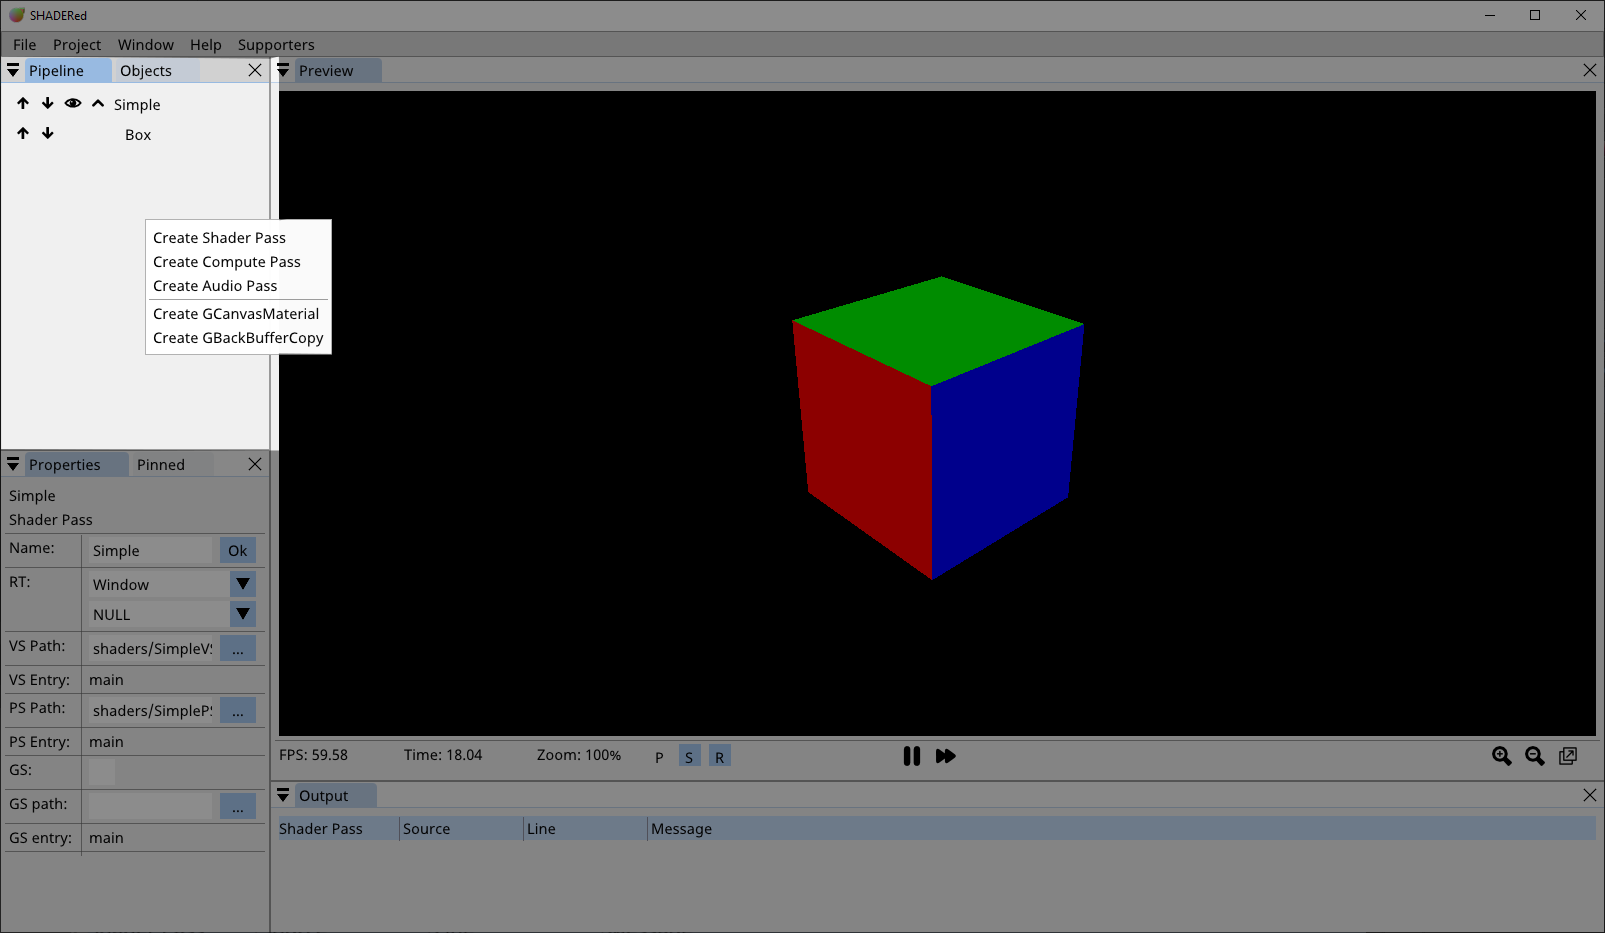 SHADERed
File Project Window Help Supporters
Pipeline Objects
Preview
Simple
Box
Create Shader Pass
Create Compute Pass
Create Audio Pass
Create GCanvasMaterial
Create GBackBufferCopy
Properties Pinned
Simple
Shader Pass
Name: Simple Ok
RT: Window
NULL
VS Path: shaders/SimpleVS ...
VS Entry: main
PS Path: shaders/SimplePS ...
PS Entry: main
GS:
GS path: ...
GS entry: main
FPS: 59.58 Time: 18.04 Zoom: 100% P S R
Output
Shader Pass Source Line Message